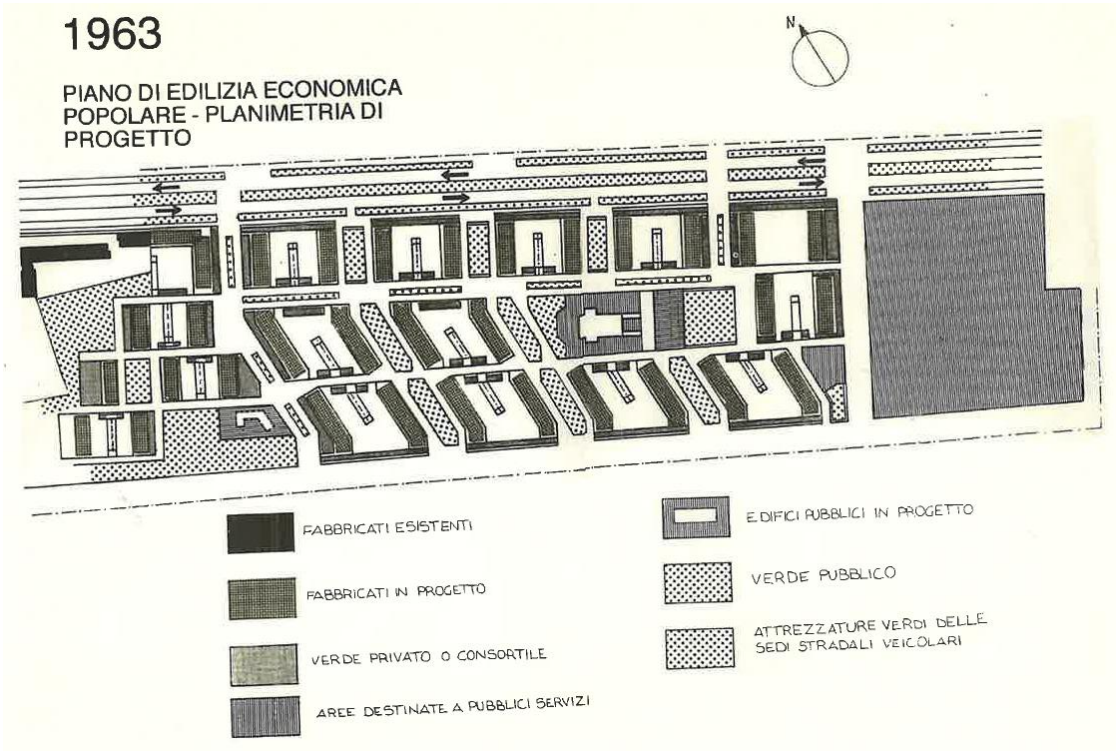 1963
N
PIANO DI EDILIZIA ECONOMICA
POPOLARE - PLANIMETRIA DI
PROGETTO
FABBRICATI ESISTENTI
FABBRICATI IN PROGETTO
VERDE PRIVATO O CONSORTILE
AREE DESTINATE A PUBBLICI SERVIZI
EDIFICI PUBBLICI IN PROGETTO
VERDE PUBBLICO
ATTREZZATURE VERDI DELLE
SEDI STRADALI VEICOLARI